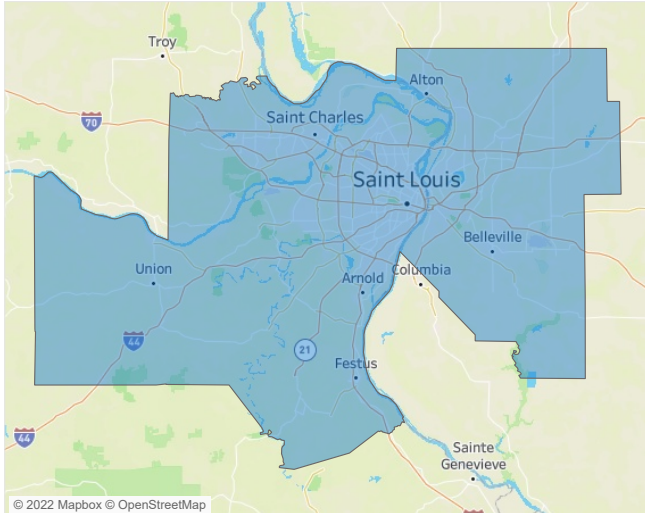 Troy
Alton
Saint Charles
70
Saint Louis
Belleville
Union
Arnold
Columbia
44
21
Festus
44
Sainte
Genevieve
© 2022 Mapbox © OpenStreetMap